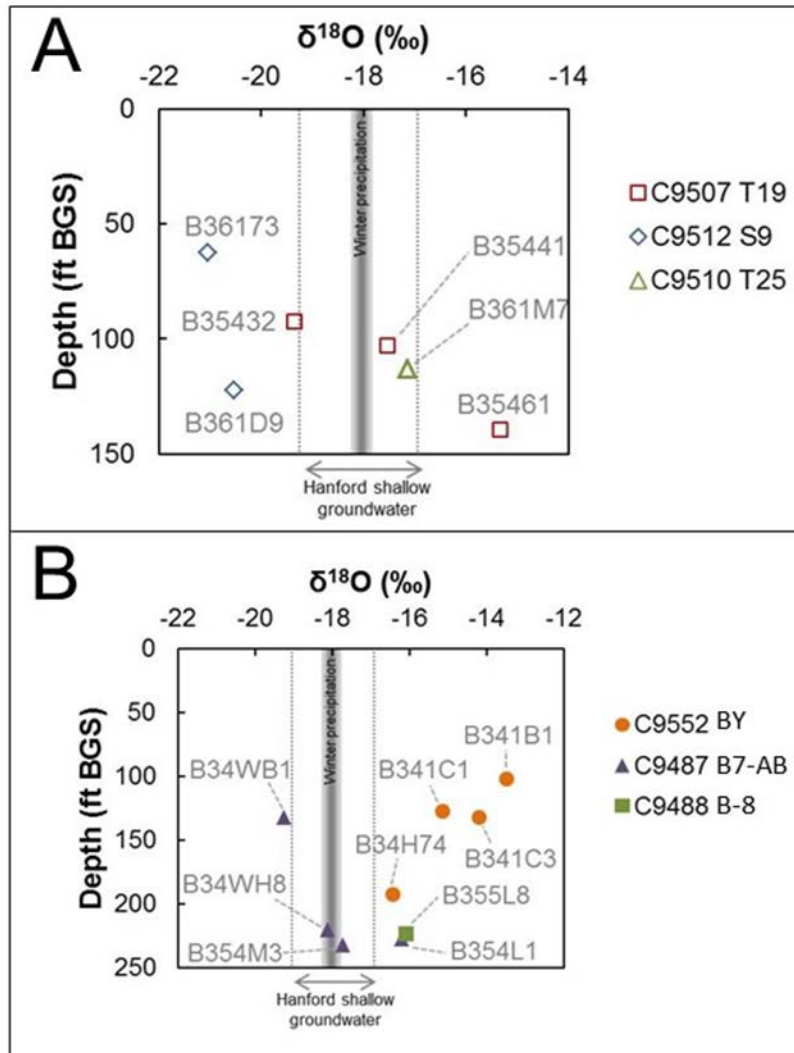 A
δ18O (‰)
-22 -20 -18 -16 -14
0
50
100
150
Depth (ft BGS)
Winter precipitation
B36173
B35432
B361D9
B35441
B361M7
B35461
Hanford shallow
groundwater
C9507 T19
C9512 S9
C9510 T25
B
δ18O (‰)
-22 -20 -18 -16 -14 -12
0
50
100
150
200
250
Depth (ft BGS)
Winter precipitation
B341B1
B34WB1
B341C1
B341C3
B34H74
B34WH8
B355L8
B354M3
B354L1
Hanford shallow
groundwater
C9552 BY
C9487 B7-AB
C9488 B-8